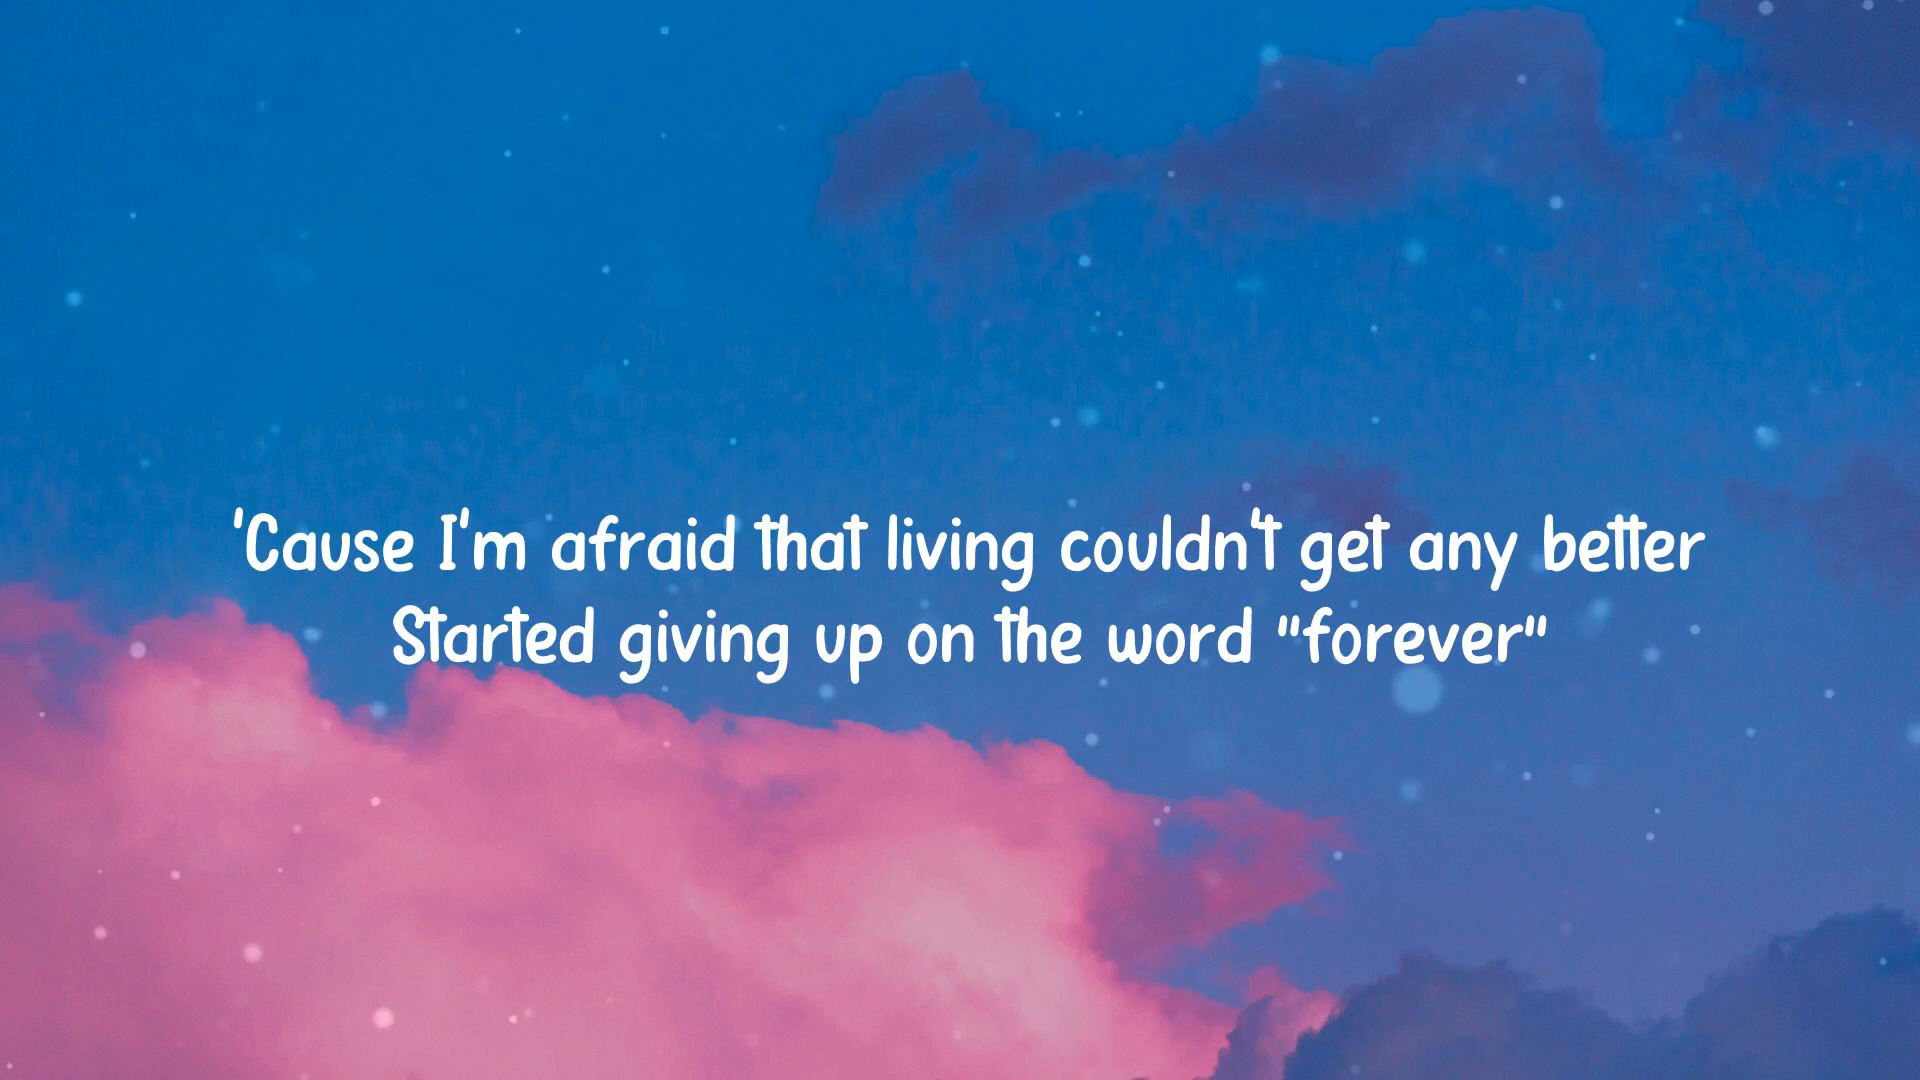 'Cause I'm afraid that living couldn't get any better
Started giving up on the word "forever"